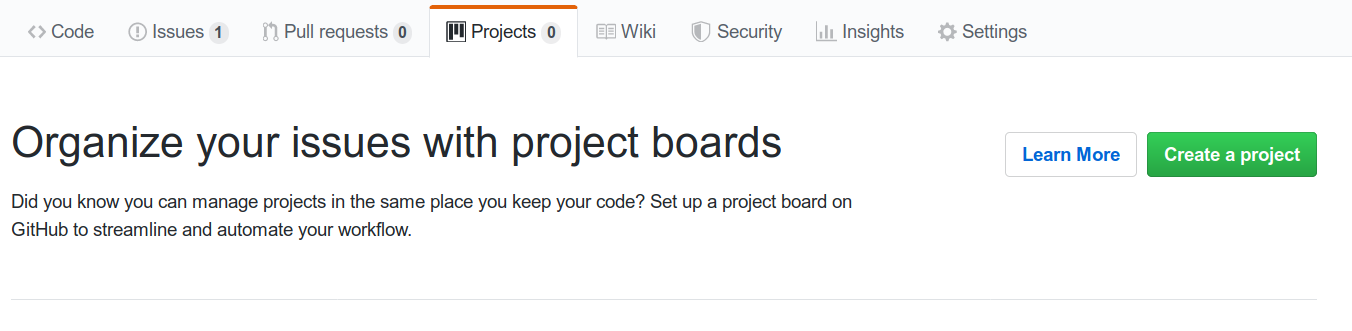 Code Issues 1 Pull requests 0 Projects 0 Wiki Security Insights Settings
Organize your issues with project boards
Learn More Create a project
Did you know you can manage projects in the same place you keep your code? Set up a project board on
GitHub to streamline and automate your workflow.